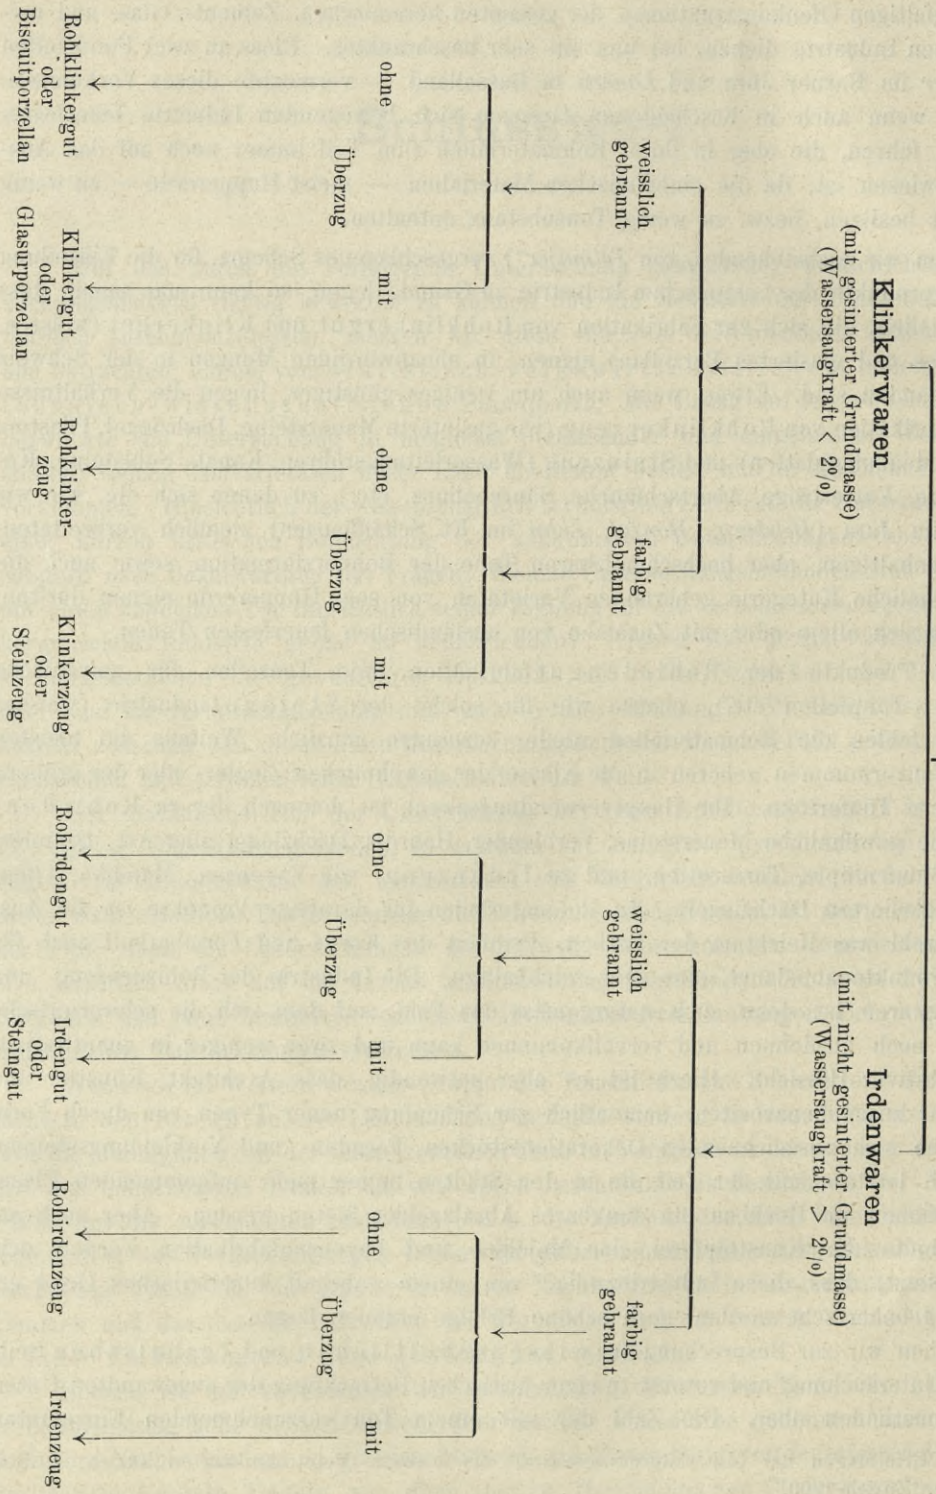 Klinkerwaren
(mit gesinterter Grundmasse)
(Wassersaugkraft < 2%)
Irdenwaren
(mit nicht gesinterter Grundmasse)
(Wassersaugkraft > 2%)
weisslich
gebrannt
farbig
gebrannt
weisslich
gebrannt
farbig
gebrannt
ohne
mit
Überzug
ohne
mit
Überzug
ohne
mit
Überzug
ohne
mit
Überzug
Rohklinkergut
oder
Biscuitporzellan
Klinkergut
oder
Glasurporzellan
Rohklinker-
zeug
Klinkerzeug
oder
Steinzeug
Rohirdengut
Irdengut
oder
Steingut
Rohirdenzeug
Irdenzeug